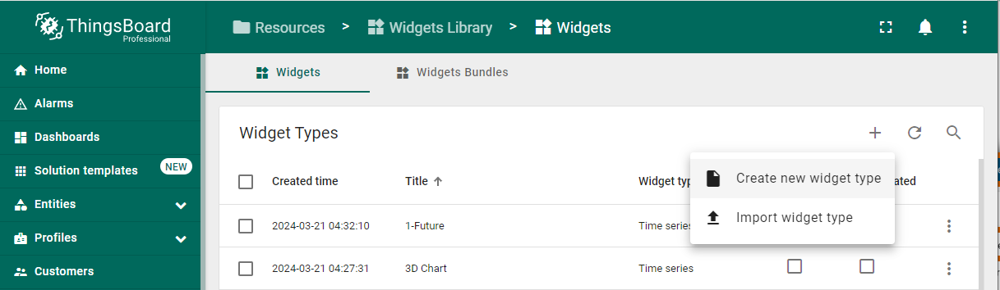 ThingsBoard
Professional
Resources > Widgets Library > Widgets
Home
Alarms
Dashboards
Solution templates NEW
Entities
Profiles
Customers
Widgets Widgets Bundles
Widget Types
Created time Title Widget typ ated
Create new widget type
Import widget type
2024-03-21 04:32:10 1-Future Time series
2024-03-21 04:27:31 3D Chart Time series